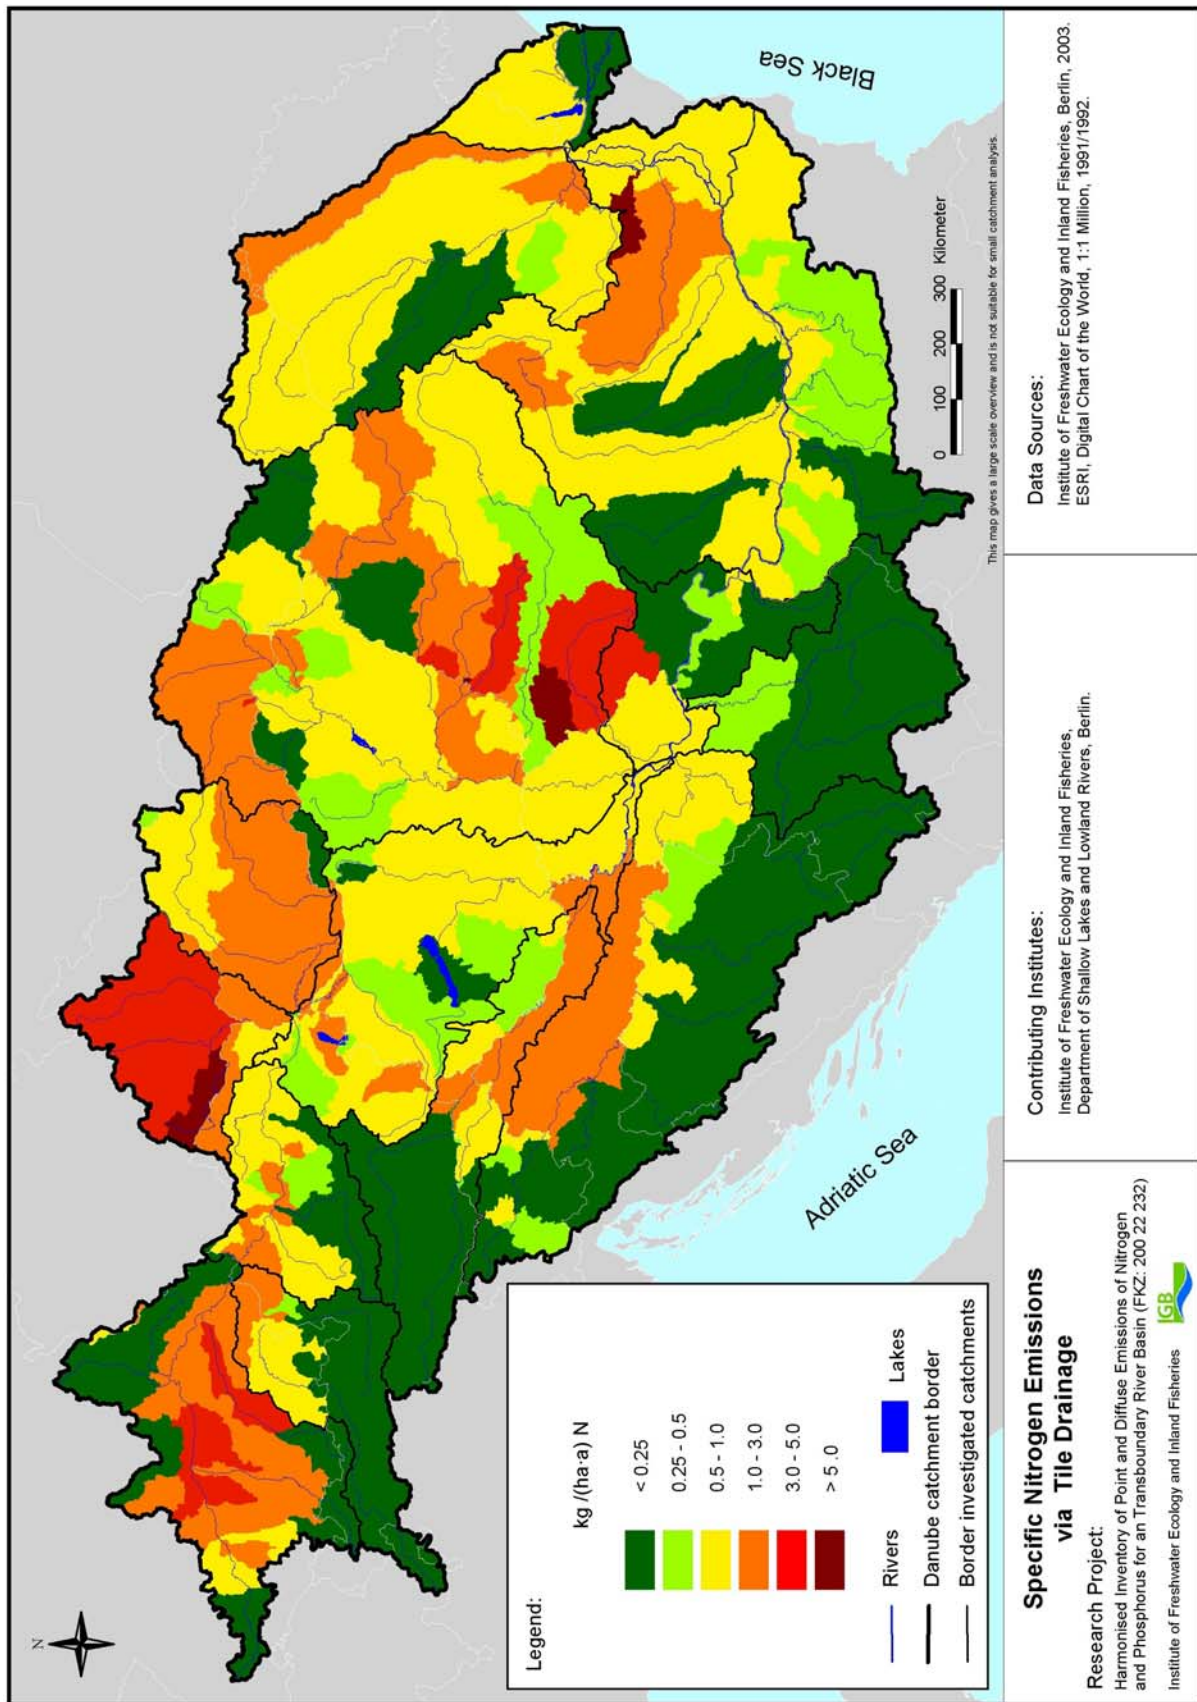 N
Black Sea
Adriatic Sea
0 100 200 300 Kilometer
This map gives a large scale overview and is not suitable for small catchment analysis.
Legend:
kg /(ha·a) N
< 0.25
0.25 - 0.5
0.5 - 1.0
1.0 - 3.0
3.0 - 5.0
> 5.0
Rivers
Lakes
Danube catchment border
Border investigated catchments
Specific Nitrogen Emissions
via Tile Drainage
Research Project:
Harmonised Inventory of Point and Diffuse Emissions of Nitrogen
and Phosphorus for an Transboundary River Basin (FKZ: 200 22 232)
Institute of Freshwater Ecology and Inland Fisheries
IGB
Contributing Institutes:
Institute of Freshwater Ecology and Inland Fisheries,
Department of Shallow Lakes and Lowland Rivers, Berlin.
Data Sources:
Institute of Freshwater Ecology and Inland Fisheries, Berlin, 2003.
ESRI, Digital Chart of the World, 1:1 Million, 1991/1992.